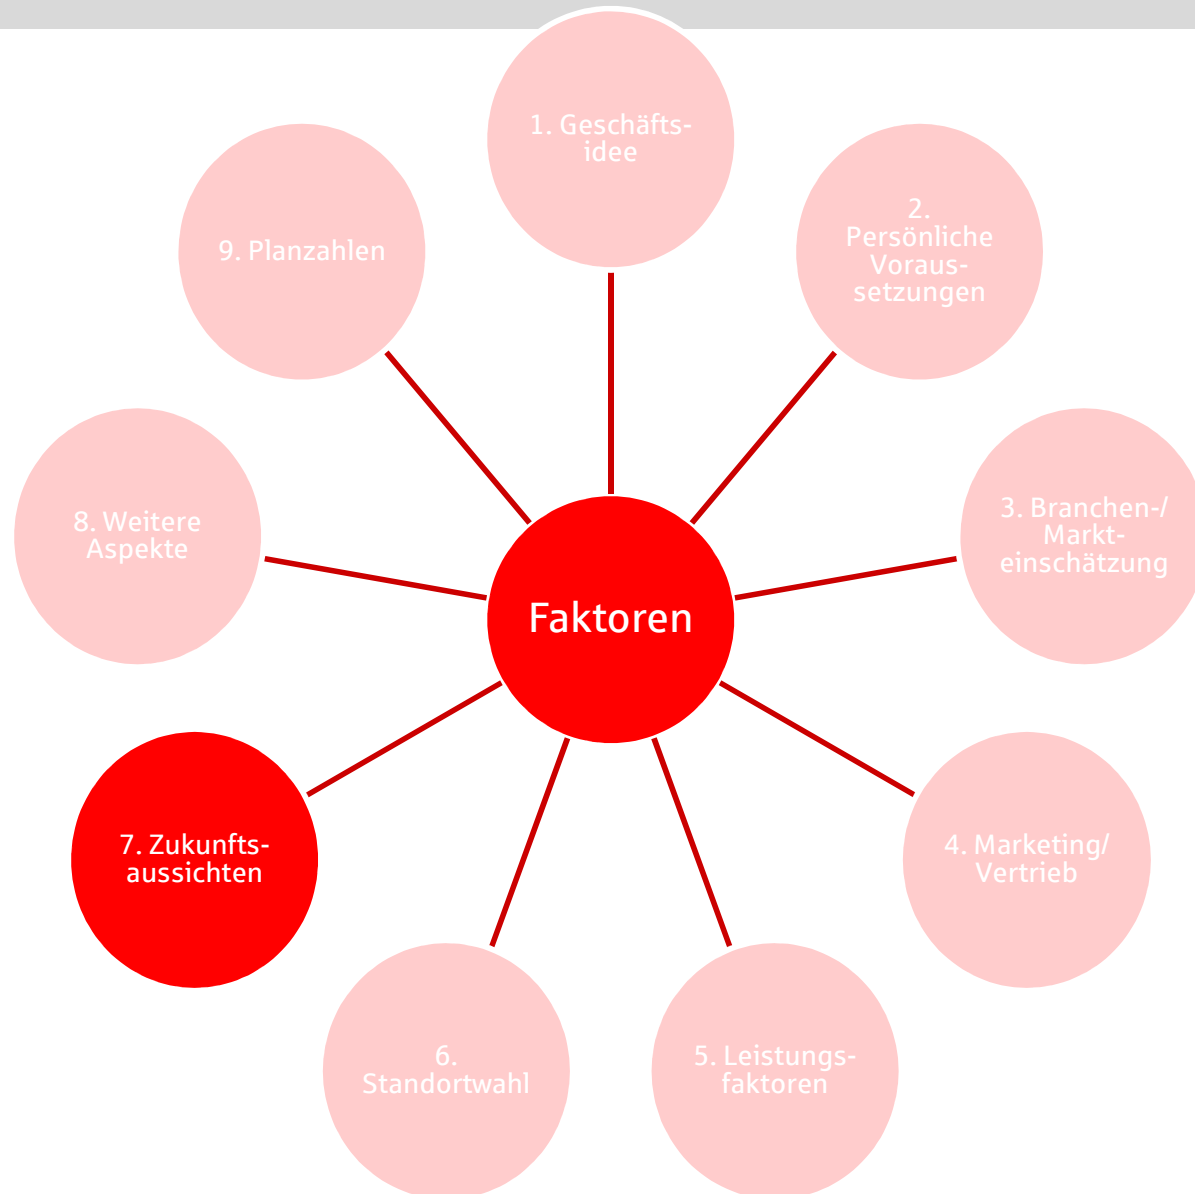 1. Geschäfts-
idee
2.
Persönliche
Voraus-
setzungen
3. Branchen-/
Markt-
einschätzung
4. Marketing/
Vertrieb
5. Leistungs-
faktoren
6.
Standortwahl
7. Zukunfts-
aussichten
8. Weitere
Aspekte
9. Planzahlen
Faktoren